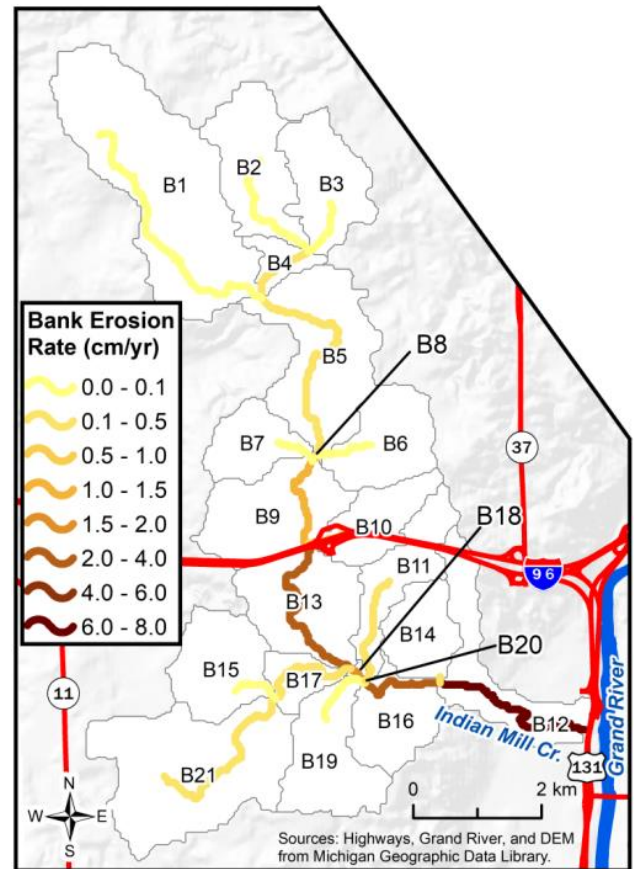 B1
B2
B3
B4
B5
B8
B7
B6
37
B9
B10
B18
96
B11
B13
B14
B20
B15
B17
11
B16
B12
Indian Mill Cr.
Grand River
B21
B19
131
Bank Erosion
Rate (cm/yr)
0.0 - 0.1
0.1 - 0.5
0.5 - 1.0
1.0 - 1.5
1.5 - 2.0
2.0 - 4.0
4.0 - 6.0
6.0 - 8.0
N
W E
S
0 2 km
Sources: Highways, Grand River, and DEM
from Michigan Geographic Data Library.